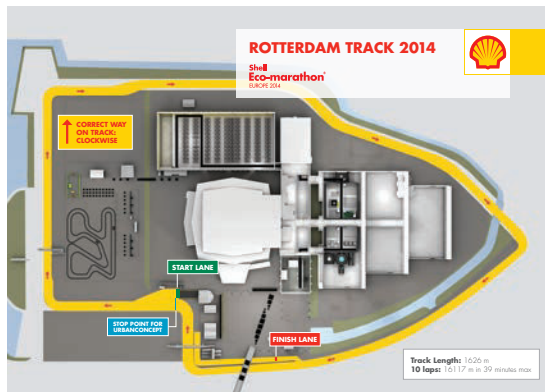 ROTTERDAM TRACK 2014
Shell
Eco-marathon
EUROPE 2014
CORRECT WAY
ON TRACK:
CLOCKWISE
START LANE
STOP POINT FOR
URBANCONCEPT
FINISH LANE
Track Length: 1626 m
10 laps: 16117 m in 39 minutes max